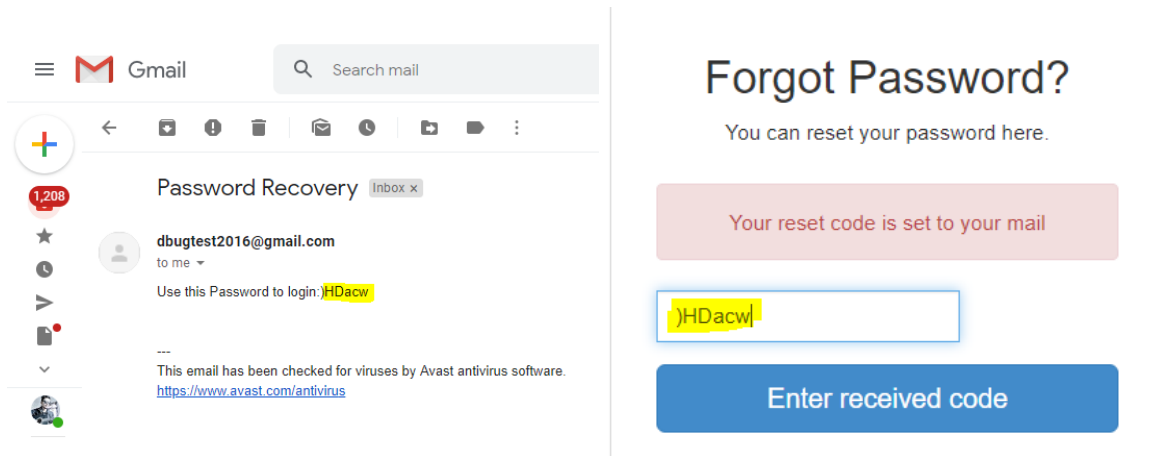 Gmail
Search mail
Password Recovery
Inbox x
1,208
dbugtest2016@gmail.com
to me
Use this Password to login:)HDacw
---
This email has been checked for viruses by Avast antivirus software.
https://www.avast.com/antivirus
Forgot Password?
You can reset your password here.
Your reset code is set to your mail
)HDacw
Enter received code